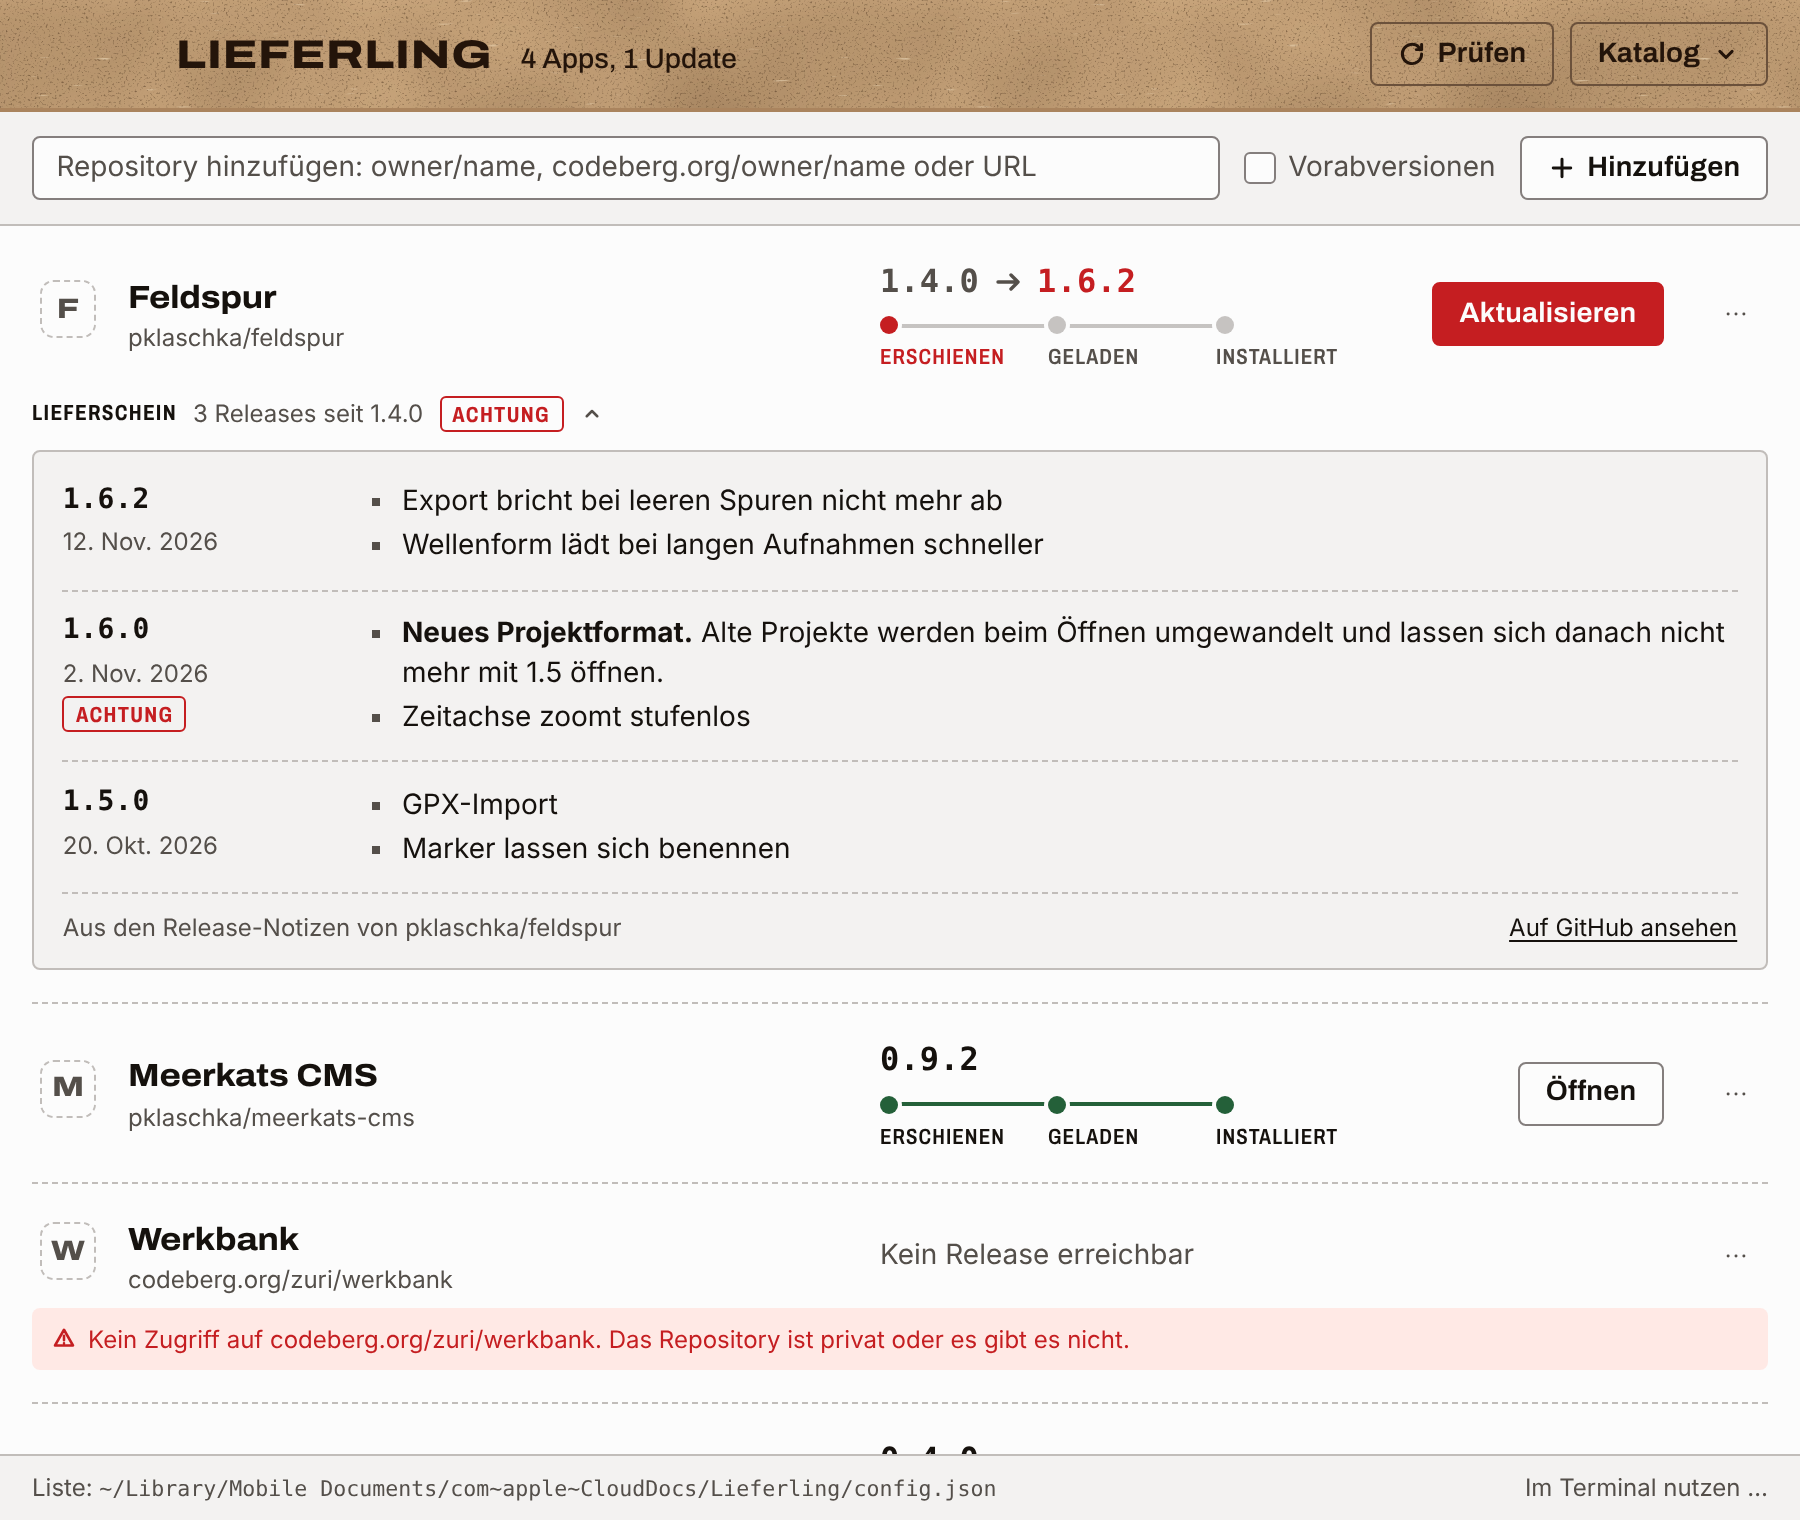 LIEFERLING 4 Apps, 1 Update Prüfen Katalog
Repository hinzufügen: owner/name, codeberg.org/owner/name oder URL Vorabversionen + Hinzufügen
F Feldspur 1.4.0 → 1.6.2 Aktualisieren ...
pklaschka/feldspur
ERSCHIENEN GELADEN INSTALLIERT
LIEFERSCHEIN 3 Releases seit 1.4.0 ACHTUNG
1.6.2
12. Nov. 2026
▪ Export bricht bei leeren Spuren nicht mehr ab
▪ Wellenform lädt bei langen Aufnahmen schneller
1.6.0
2. Nov. 2026
ACHTUNG
▪ Neues Projektformat. Alte Projekte werden beim Öffnen umgewandelt und lassen sich danach nicht
mehr mit 1.5 öffnen.
▪ Zeitachse zoomt stufenlos
1.5.0
20. Okt. 2026
▪ GPX-Import
▪ Marker lassen sich benennen
Aus den Release-Notizen von pklaschka/feldspur Auf GitHub ansehen
M Meerkats CMS 0.9.2 Öffnen ...
pklaschka/meerkats-cms
ERSCHIENEN GELADEN INSTALLIERT
W Werkbank Kein Release erreichbar ...
codeberg.org/zuri/werkbank
Kein Zugriff auf codeberg.org/zuri/werkbank. Das Repository ist privat oder es gibt es nicht.
Liste: ~/Library/Mobile Documents/com~apple~CloudDocs/Lieferling/config.json Im Terminal nutzen ...